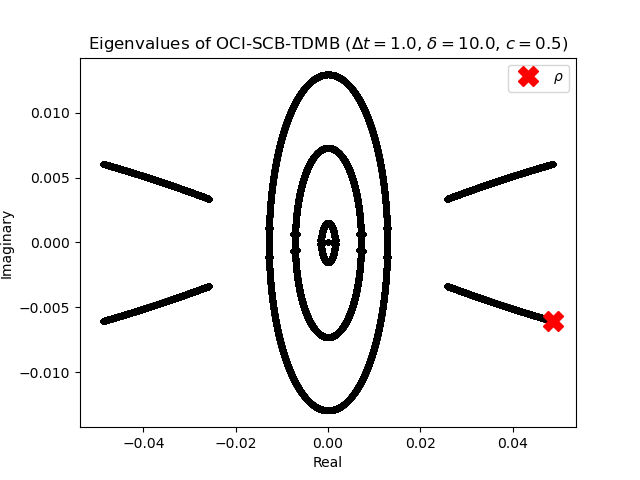 Eigenvalues of OCI-SCB-TDMB (Δt = 1.0, δ = 10.0, c = 0.5)
ρ
0.010
0.005
0.000
−0.005
−0.010
Imaginary
−0.04 −0.02 0.00 0.02 0.04
Real